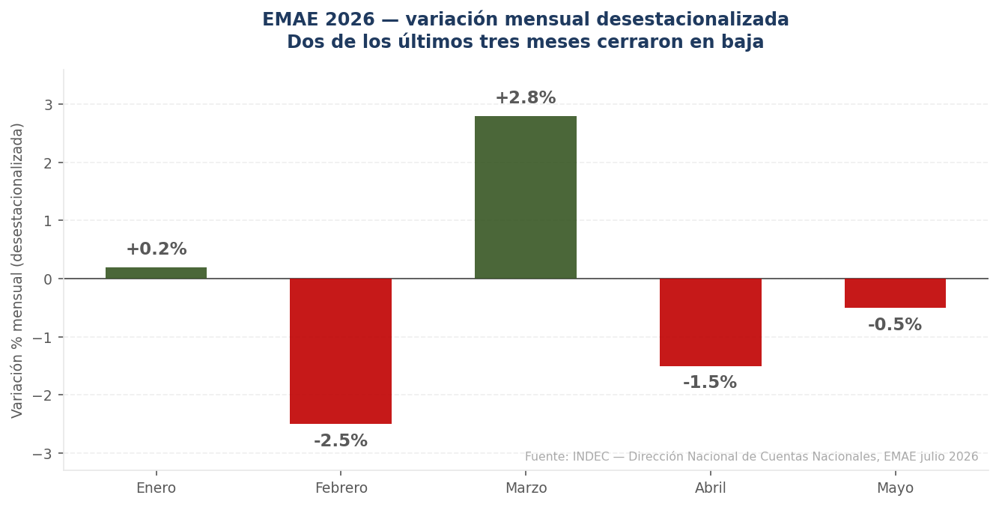 EMAE 2026 — variación mensual desestacionalizada
Dos de los últimos tres meses cerraron en baja
Variación % mensual (desestacionalizada)
3
2
1
0
−1
−2
−3
+0.2%
-2.5%
+2.8%
-1.5%
-0.5%
Fuente: INDEC — Dirección Nacional de Cuentas Nacionales, EMAE julio 2026
Enero
Febrero
Marzo
Abril
Mayo